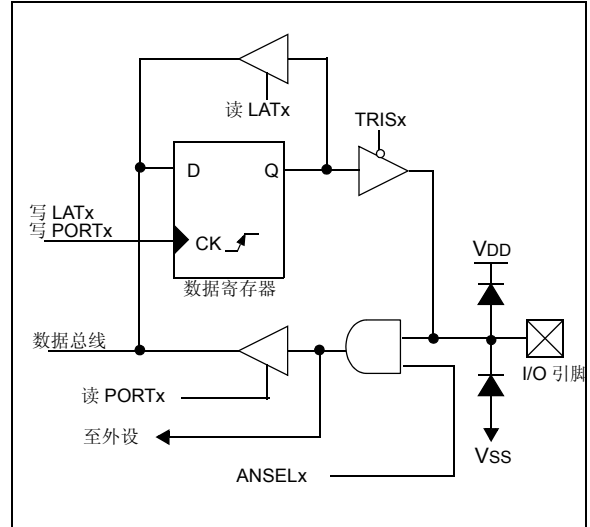 读 LATx
TRISx
D
Q
写 LATx
写 PORTx
CK
VDD
数据寄存器
数据总线
I/O 引脚
读 PORTx
至外设
VSS
ANSELx